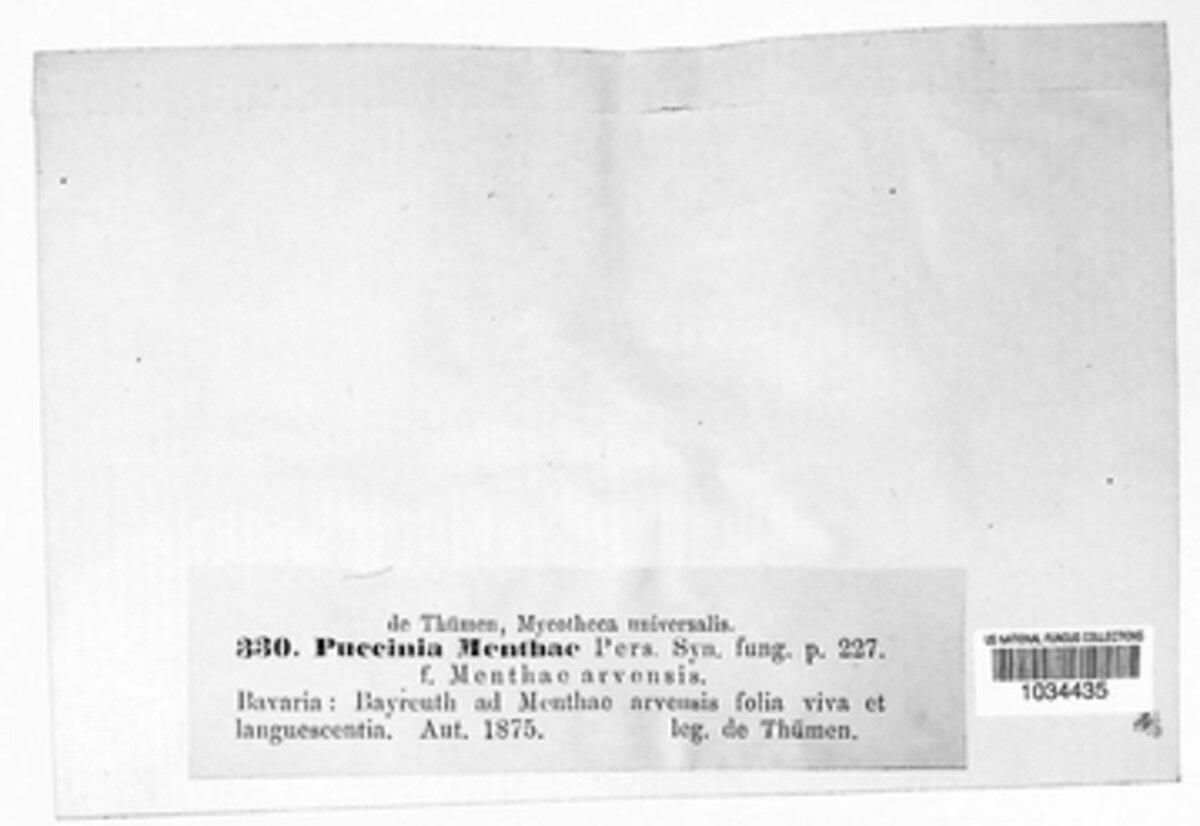 de Thümen, Mycotheca universalis.
330. Puccinia Menthae Pers. Syn. fung. p. 227.
f. Menthae arvensis.
Bavaria: Bayreuth ad Menthae arvensis folia viva et
languescentia. Aut. 1875. leg. de Thümen.
US NATIONAL FUNGUS COLLECTIONS
1034435